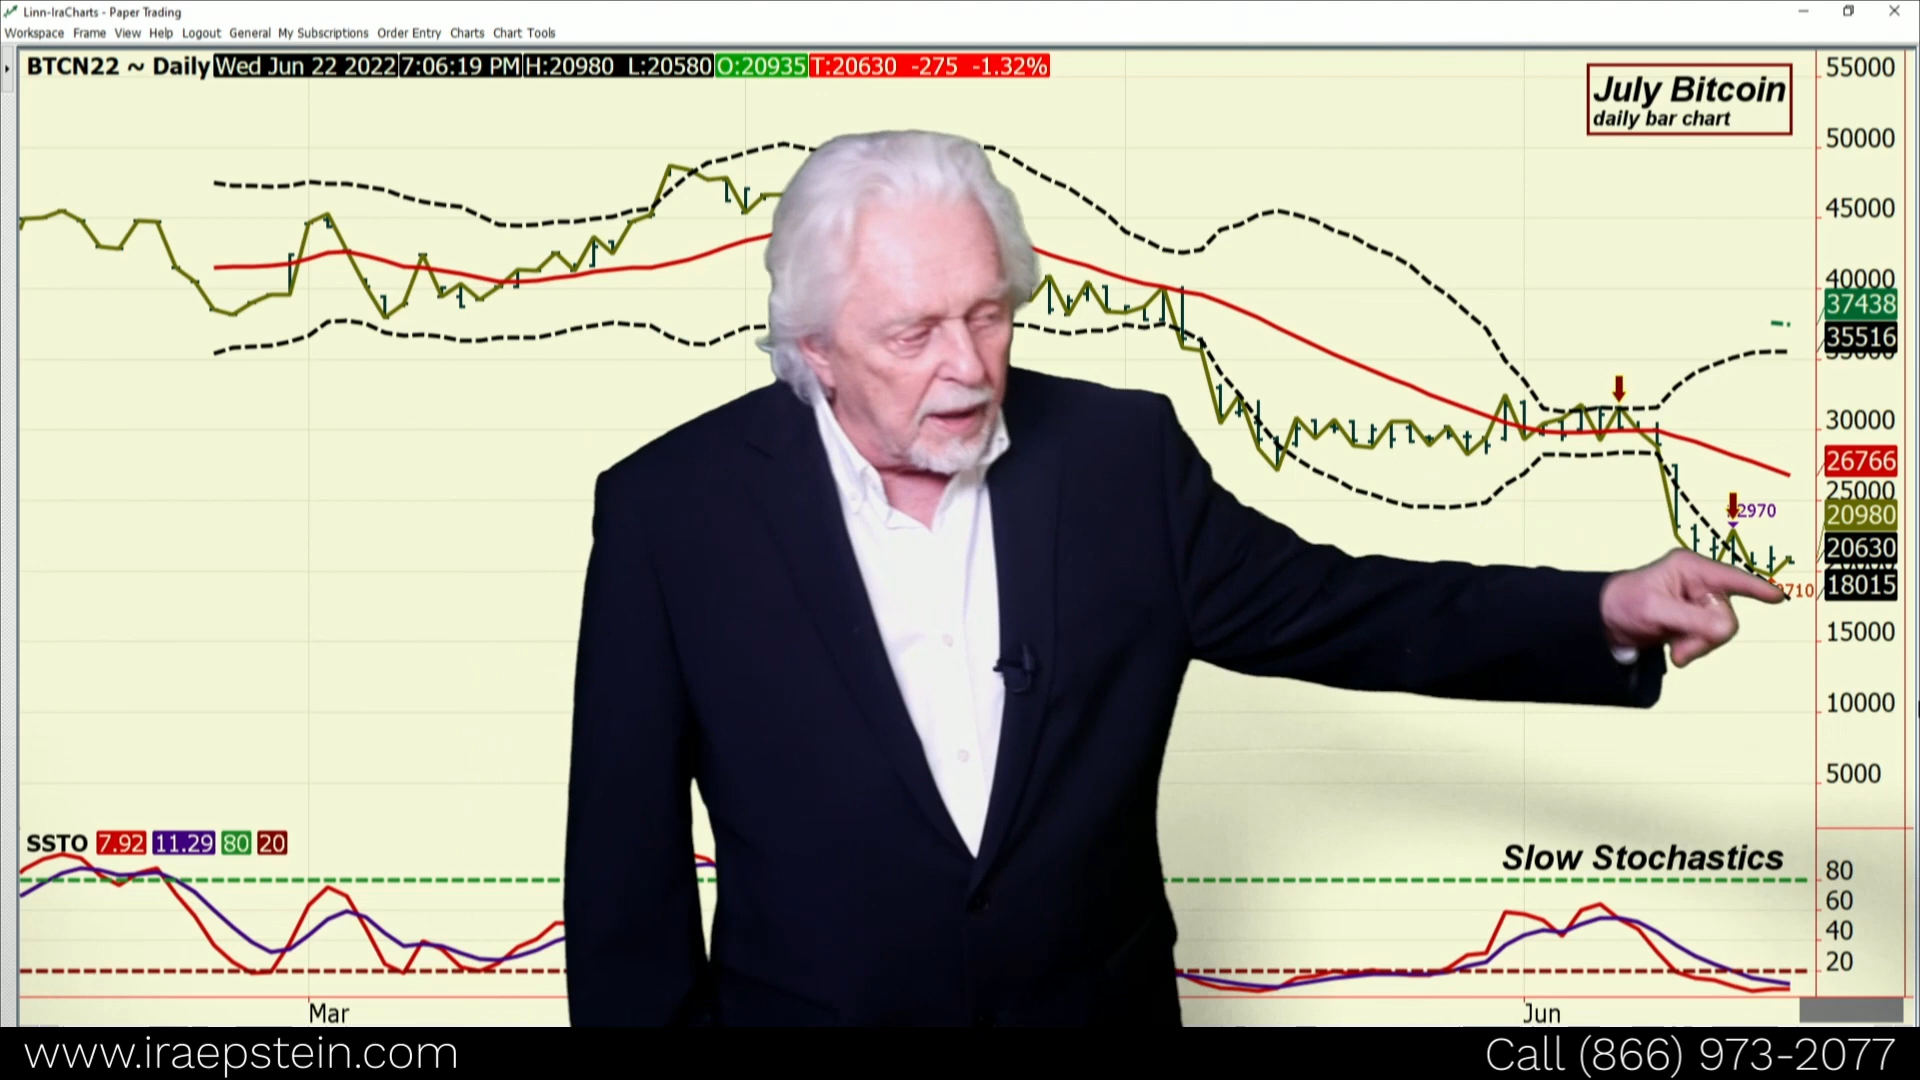 Linn-IraCharts - Paper Trading
Workspace Frame View Help Logout General My Subscriptions Order Entry Charts Chart Tools
BTCN22 ~ Daily Wed Jun 22 2022 7:06:19 PM H:20980 L:20580 O:20935 T:20630 -275 -1.32%
July Bitcoin
daily bar chart
55000
50000
45000
40000
37438
35516
30000
26766
25000
2970
20980
20630
18015
710
15000
10000
5000
SSTO 7.92 11.29 80 20
Slow Stochastics
80
60
40
20
Mar
Jun
www.iraepstein.com
Call (866) 973-2077